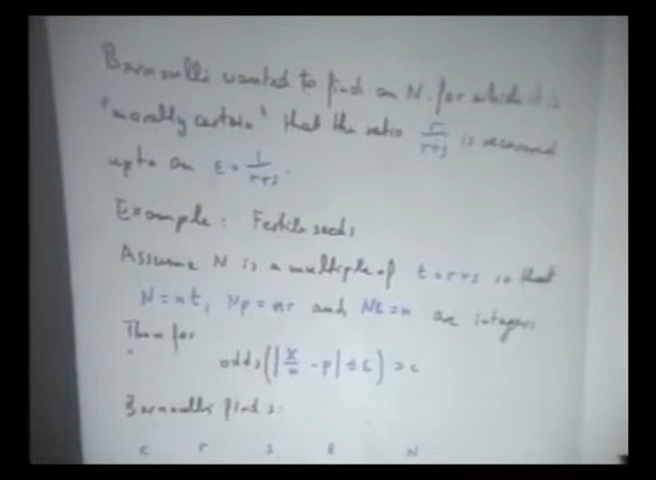 Bernoulli wanted to find an N for which it is
"morally certain" that the ratio r/r+s is recovered
up to an ε = 1/r+s.
Example: Fertile seeds
Assume N is a multiple of t = r+s so that
N = nt, Np = nr and Nε = n are integers
Then for
odds(|X/n - p| ≤ ε) > c
Bernoulli finds:
c r s ε N